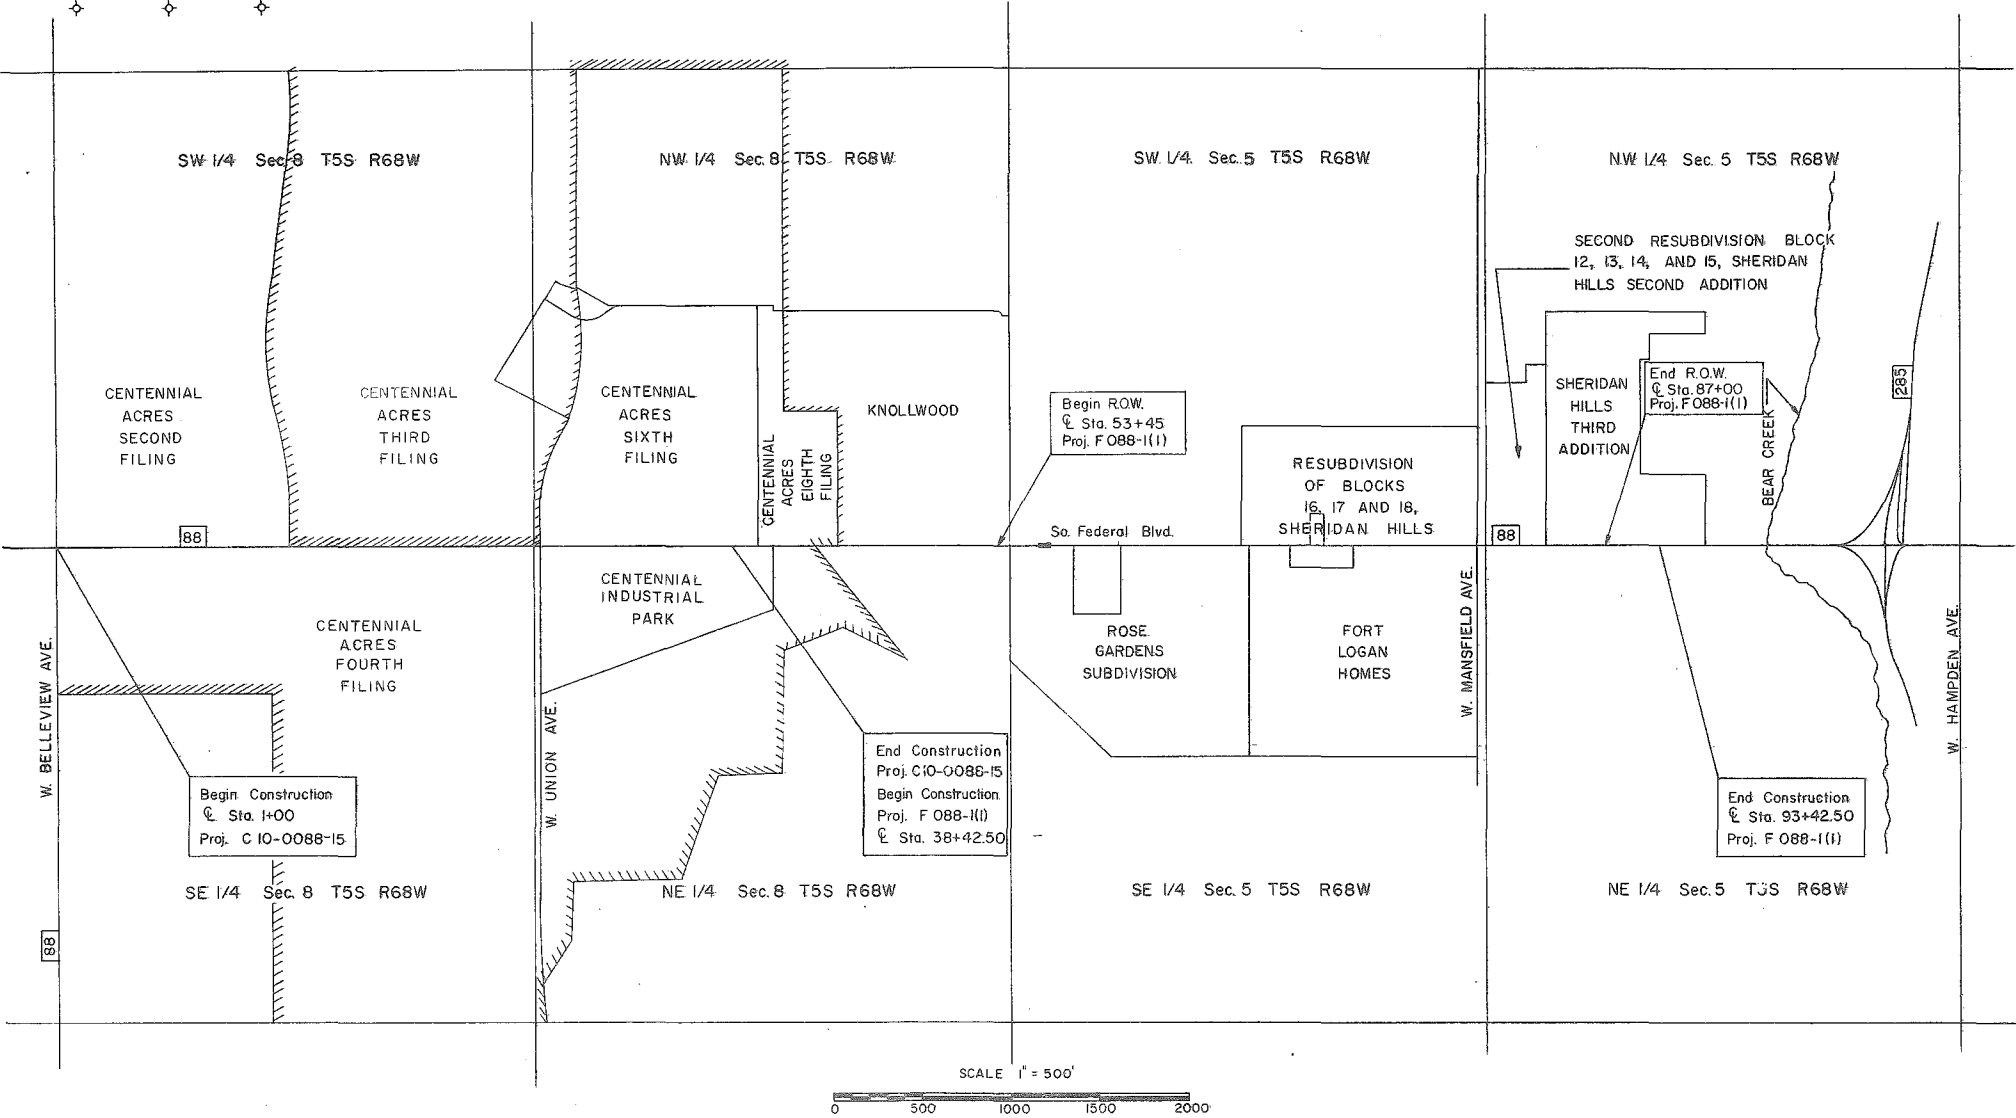 SW 1/4 Sec. 8 T5S R68W
NW 1/4 Sec. 8 T5S R68W
SW 1/4 Sec. 5 T5S R68W
NW 1/4 Sec. 5 T5S R68W
SECOND RESUBDIVISION BLOCK
12, 13, 14, AND 15, SHERIDAN
HILLS SECOND ADDITION
CENTENNIAL
ACRES
SECOND
FILING
CENTENNIAL
ACRES
THIRD
FILING
CENTENNIAL
ACRES
SIXTH
FILING
CENTENNIAL
ACRES
EIGHTH
FILING
KNOLLWOOD
Begin R.O.W.
℄ Sta. 53+45
Proj. F 088-1(1)
RESUBDIVISION
OF BLOCKS
16, 17 AND 18,
SHERIDAN HILLS
SHERIDAN
HILLS
THIRD
ADDITION
End R.O.W.
℄ Sta. 87+00
Proj. F 088-1(1)
BEAR CREEK
285
88
So. Federal Blvd.
88
CENTENNIAL
INDUSTRIAL
PARK
CENTENNIAL
ACRES
FOURTH
FILING
ROSE
GARDENS
SUBDIVISION
FORT
LOGAN
HOMES
W. BELLEVIEW AVE.
W. UNION AVE.
W. MANSFIELD AVE.
W. HAMPDEN AVE.
Begin Construction
℄ Sta. 1+00
Proj. C 10-0088-15
End Construction
Proj. C10-0088-15
Begin Construction
Proj. F 088-1(1)
℄ Sta. 38+42.50
End Construction
℄ Sta. 93+42.50
Proj. F 088-1(1)
SE 1/4 Sec. 8 T5S R68W
NE 1/4 Sec. 8 T5S R68W
SE 1/4 Sec. 5 T5S R68W
NE 1/4 Sec. 5 T5S R68W
88
SCALE 1" = 500'
0 500 1000 1500 2000